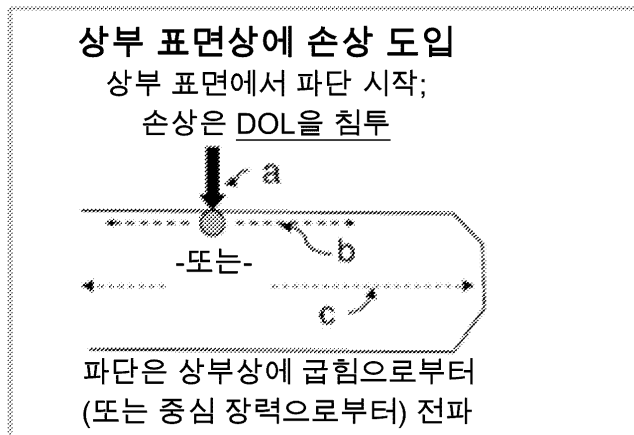 상부 표면상에 손상 도입
상부 표면에서 파단 시작;
손상은 DOL을 침투
a
b
-또는-
c
파단은 상부상에 굽힘으로부터
(또는 중심 장력으로부터) 전파